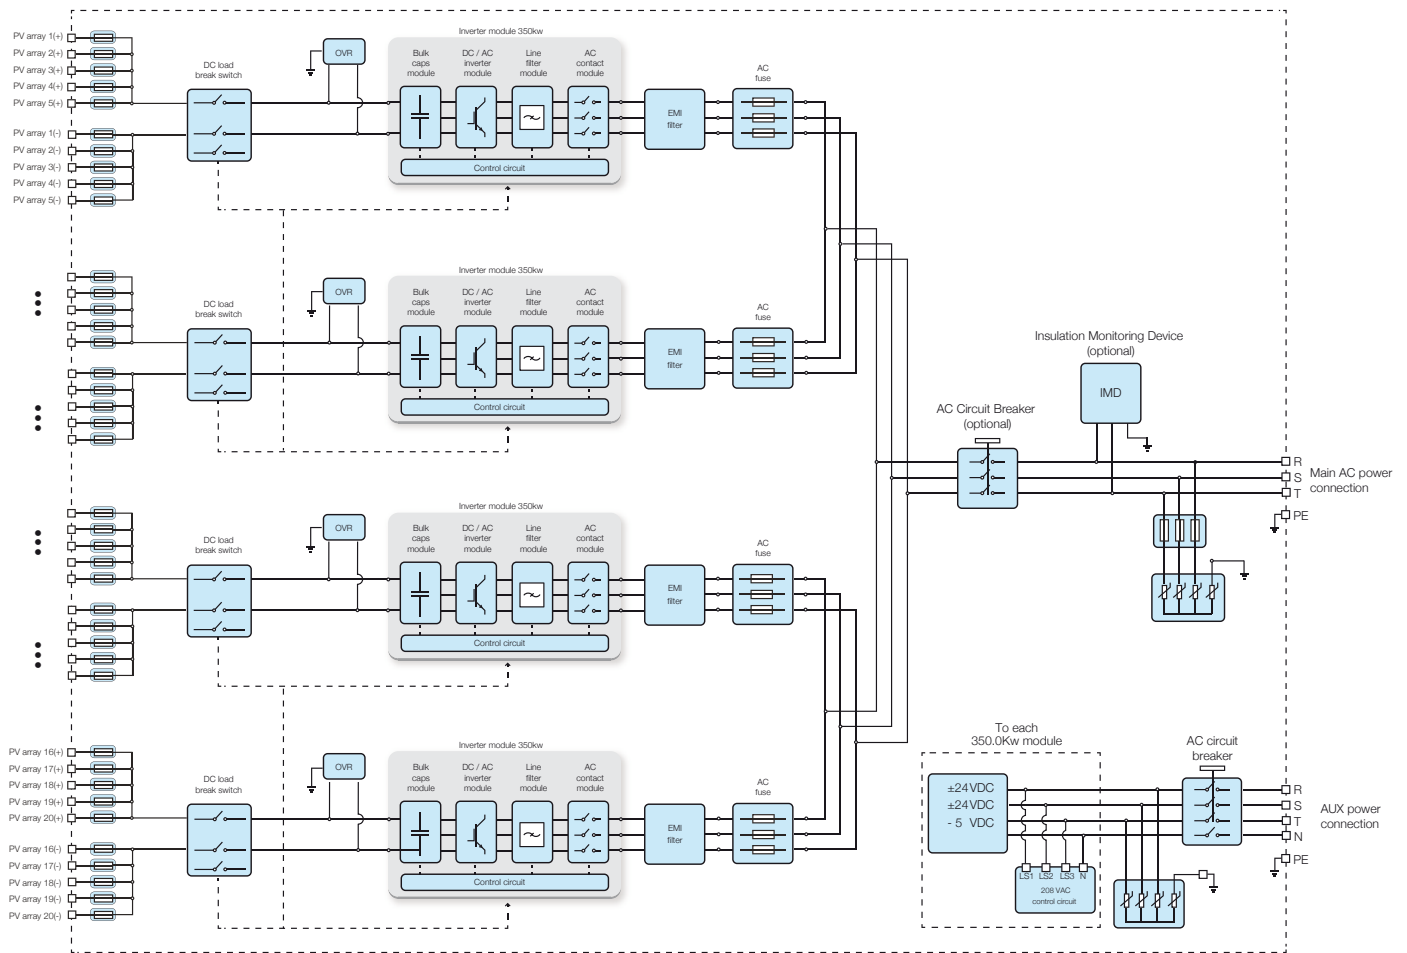 PV array 1(+)
PV array 2(+)
PV array 3(+)
PV array 4(+)
PV array 5(+)
PV array 1(-)
PV array 2(-)
PV array 3(-)
PV array 4(-)
PV array 5(-)
DC load
break switch
OVR
Inverter module 350kw
Bulk
caps
module
DC / AC
inverter
module
Line
filter
module
AC
contact
module
Control circuit
EMI
filter
AC
fuse
DC load
break switch
OVR
Inverter module 350kw
Bulk
caps
module
DC / AC
inverter
module
Line
filter
module
AC
contact
module
Control circuit
EMI
filter
AC
fuse
Insulation Monitoring Device
(optional)
IMD
AC Circuit Breaker
(optional)
R
S
T
Main AC power
connection
PE
DC load
break switch
OVR
Inverter module 350kw
Bulk
caps
module
DC / AC
inverter
module
Line
filter
module
AC
contact
module
Control circuit
EMI
filter
AC
fuse
PV array 16(+)
PV array 17(+)
PV array 18(+)
PV array 19(+)
PV array 20(+)
PV array 16(-)
PV array 17(-)
PV array 18(-)
PV array 19(-)
PV array 20(-)
DC load
break switch
OVR
Inverter module 350kw
Bulk
caps
module
DC / AC
inverter
module
Line
filter
module
AC
contact
module
Control circuit
EMI
filter
AC
fuse
To each
350.0Kw module
±24VDC
±24VDC
- 5 VDC
LS1 LS2 LS3 N
208 VAC
control circuit
AC circuit
breaker
R
S
T
N
AUX power
connection
PE